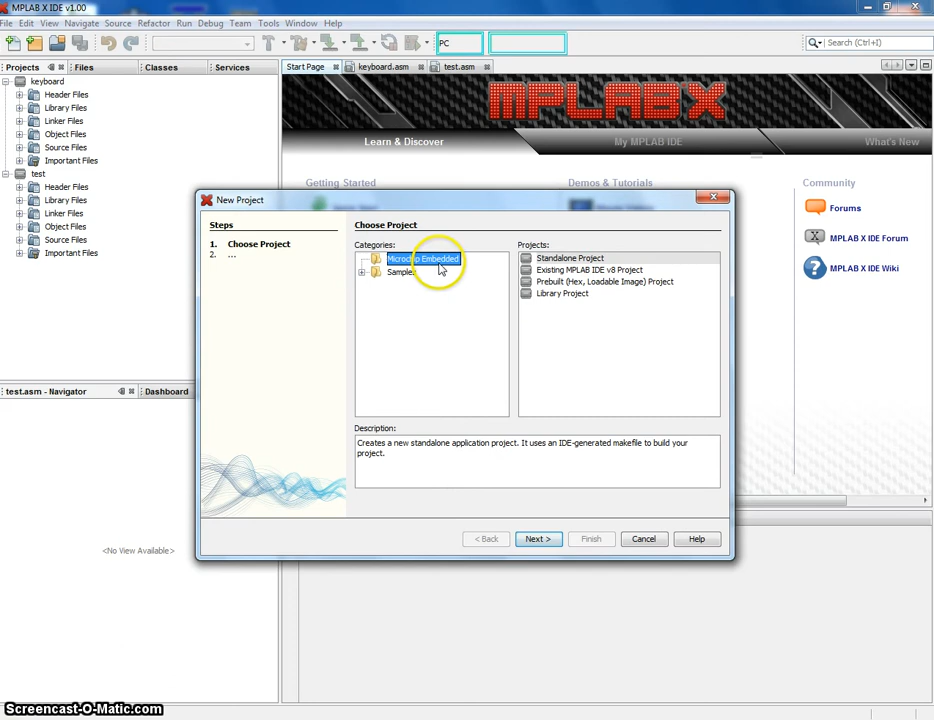 MPLAB X IDE v1.00
File Edit View Navigate Source Refactor Run Debug Team Tools Window Help
PC
Search (Ctrl+I)
Projects
Files
Classes
Services
Start Page
keyboard.asm
test.asm
keyboard
Header Files
Library Files
Linker Files
Object Files
Source Files
Important Files
test
Header Files
Library Files
Linker Files
Object Files
Source Files
Important Files
MPLAB X
Learn & Discover
My MPLAB IDE
What's New
Getting Started
Demos & Tutorials
Community
Forums
MPLAB X IDE Forum
MPLAB X IDE Wiki
New Project
Steps
1. Choose Project
2. ...
Choose Project
Categories:
Microchip Embedded
Samples
Projects:
Standalone Project
Existing MPLAB IDE v8 Project
Prebuilt (Hex, Loadable Image) Project
Library Project
Description:
Creates a new standalone application project. It uses an IDE-generated makefile to build your
project.
< Back
Next >
Finish
Cancel
Help
test.asm - Navigator
Dashboard
<No View Available>
Screencast-O-Matic.com